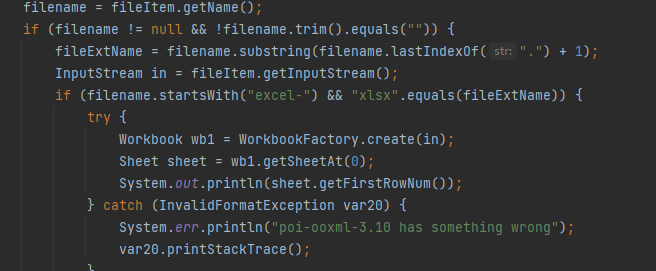 filename = fileItem.getName();
if (filename != null && !filename.trim().equals("")) {
fileExtName = filename.substring(filename.lastIndexOf( str: ".") + 1);
InputStream in = fileItem.getInputStream();
if (filename.startsWith("excel-") && "xlsx".equals(fileExtName)) {
try {
Workbook wb1 = WorkbookFactory.create(in);
Sheet sheet = wb1.getSheetAt(0);
System.out.println(sheet.getFirstRowNum());
} catch (InvalidFormatException var20) {
System.err.println("poi-ooxml-3.10 has something wrong");
var20.printStackTrace();
}